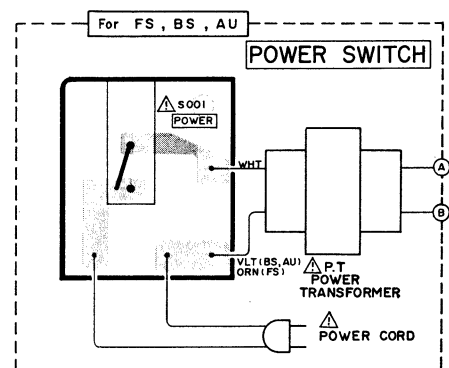 For FS, BS, AU
POWER SWITCH
S001
POWER
WHT
A
B
VLT(BS, AU)
ORN(FS)
P.T
POWER
TRANSFORMER
POWER CORD